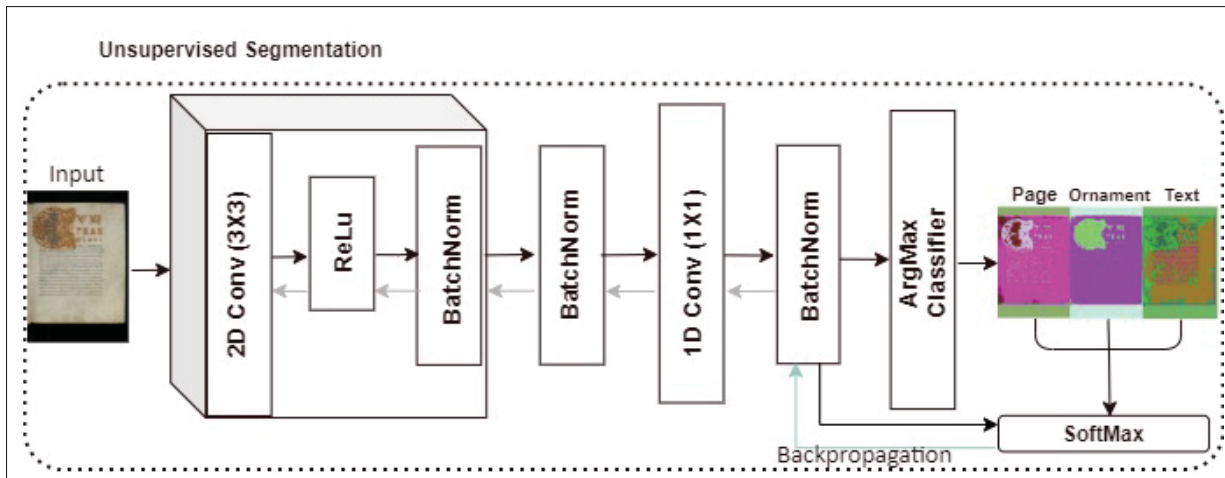 Unsupervised Segmentation
Input
2D Conv (3X3)
ReLu
BatchNorm
BatchNorm
1D Conv (1X1)
BatchNorm
ArgMax
Classifier
Page
Ornament
Text
SoftMax
Backpropagation